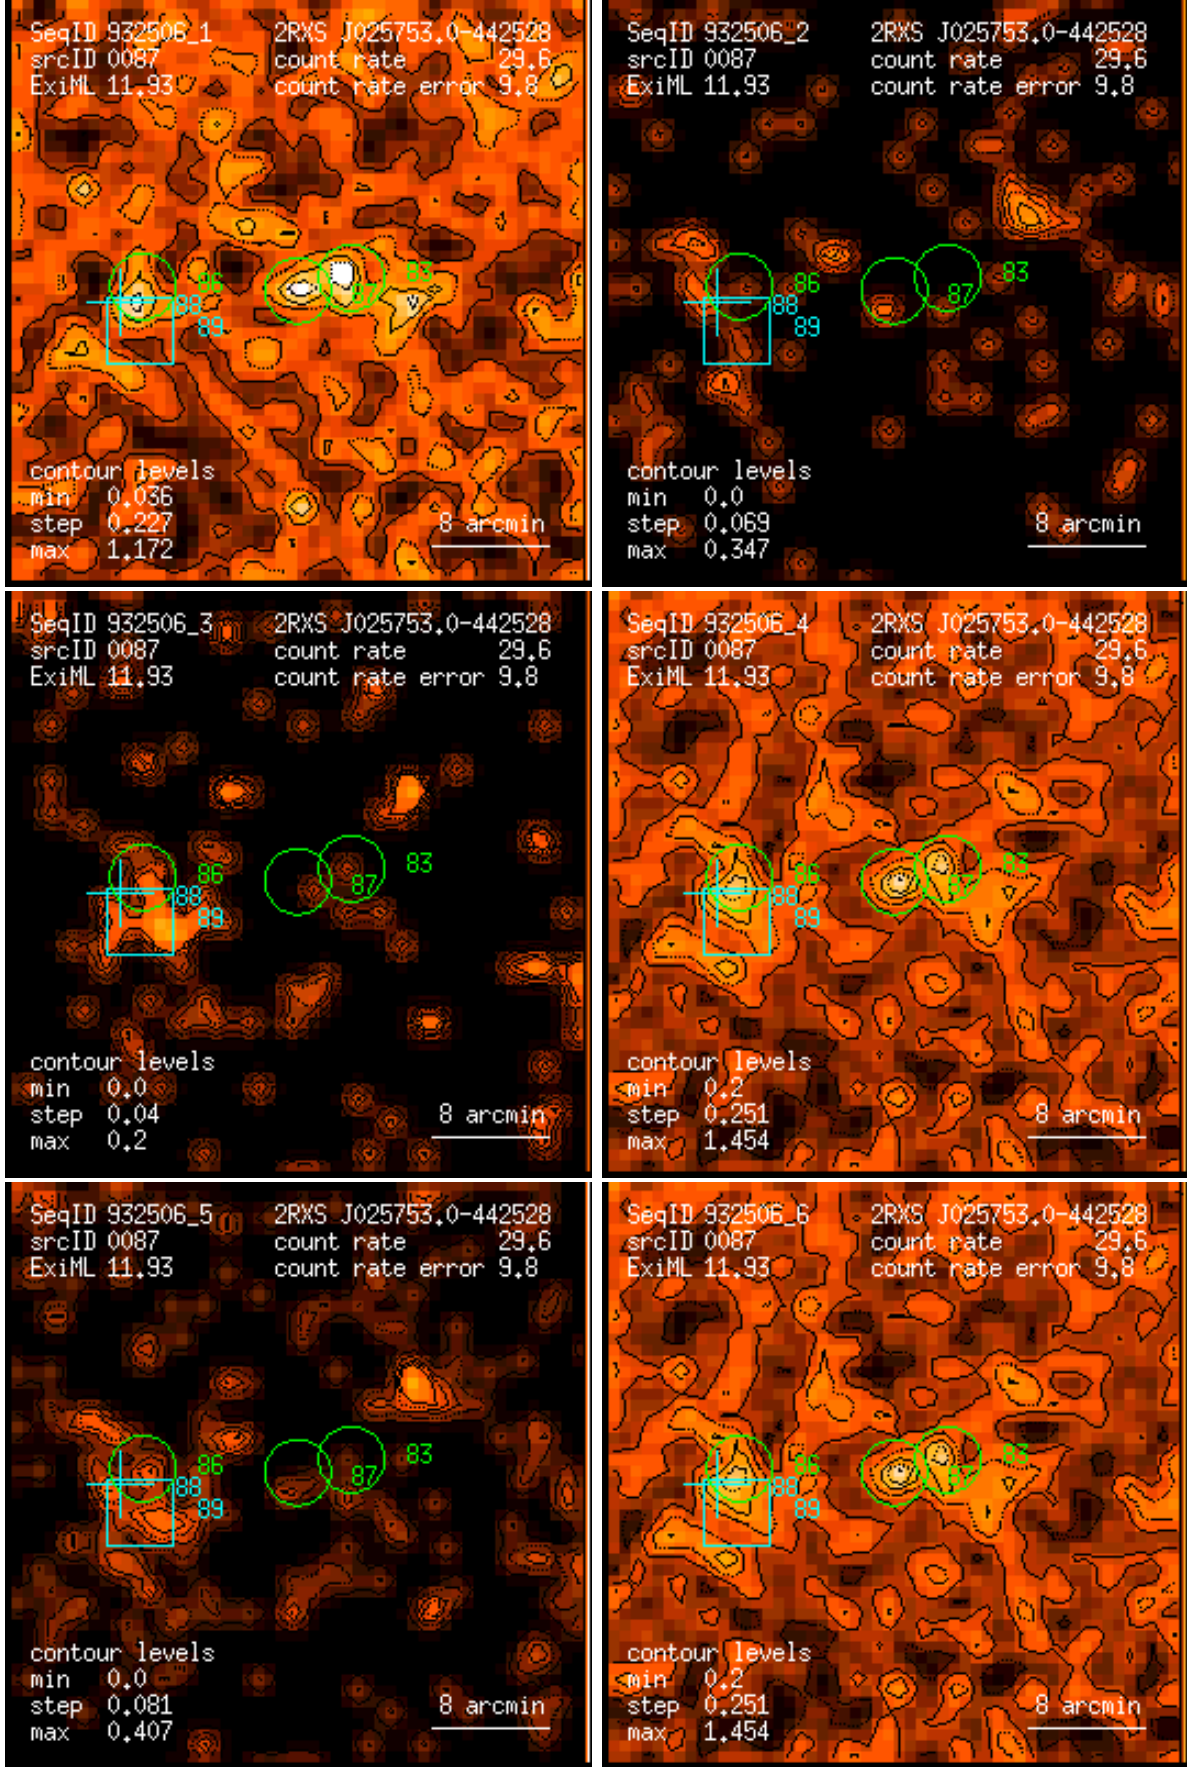 SeqID 932506_1 2RXS J025753.0-442528
srcID 0087 count rate 29.6
ExiML 11.93 count rate error 9.8
86
83
88
87
89
contour levels
min 0.036
step 0.227
max 1.172
8 arcmin
SeqID 932506_2 2RXS J025753.0-442528
srcID 0087 count rate 29.6
ExiML 11.93 count rate error 9.8
86
83
88
87
89
contour levels
min 0.0
step 0.069
max 0.347
8 arcmin
SeqID 932506_3 2RXS J025753.0-442528
srcID 0087 count rate 29.6
ExiML 11.93 count rate error 9.8
86
83
88
87
89
contour levels
min 0.0
step 0.04
max 0.2
8 arcmin
SeqID 932506_4 2RXS J025753.0-442528
srcID 0087 count rate 29.6
ExiML 11.93 count rate error 9.8
86
83
88
87
89
contour levels
min 0.2
step 0.251
max 1.454
8 arcmin
SeqID 932506_5 2RXS J025753.0-442528
srcID 0087 count rate 29.6
ExiML 11.93 count rate error 9.8
86
83
88
87
89
contour levels
min 0.0
step 0.081
max 0.407
8 arcmin
SeqID 932506_6 2RXS J025753.0-442528
srcID 0087 count rate 29.6
ExiML 11.93 count rate error 9.8
86
83
88
87
89
contour levels
min 0.2
step 0.251
max 1.454
8 arcmin